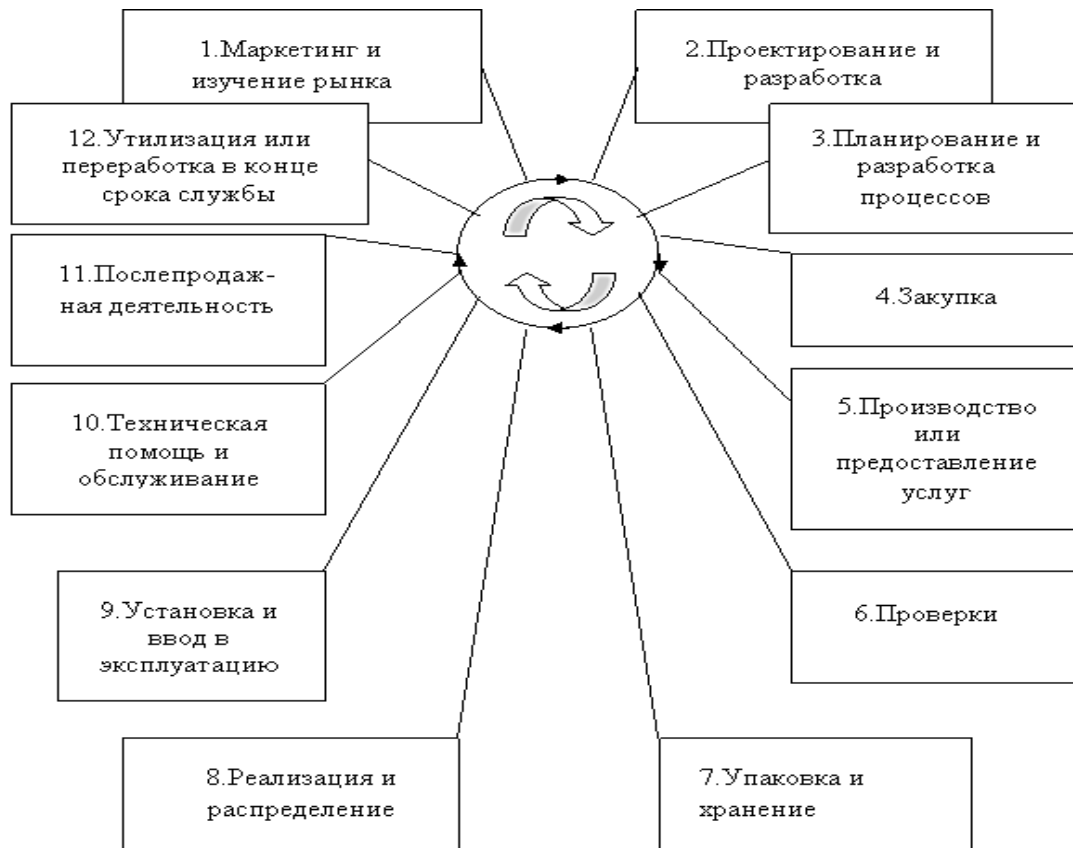 1.Маркетинг и
изучение рынка
2.Проектирование и
разработка
3.Планирование и
разработка
процессов
4.Закупка
5.Производство
или
предоставление
услуг
6.Проверки
7.Упаковка и
хранение
8.Реализация и
распределение
9.Установка и
ввод в
эксплуатацию
10.Техническая
помощь и
обслуживание
11.Послепродаж-
ная деятельность
12.Утилизация или
переработка в конце
срока службы